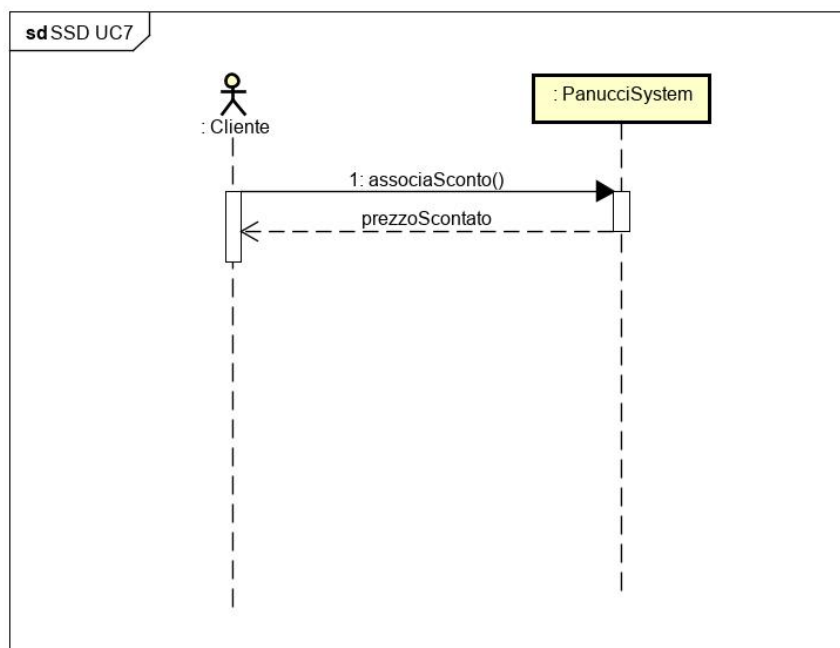 sd SSD UC7
: Cliente
: PanucciSystem
1: associaSconto()
prezzoScontato